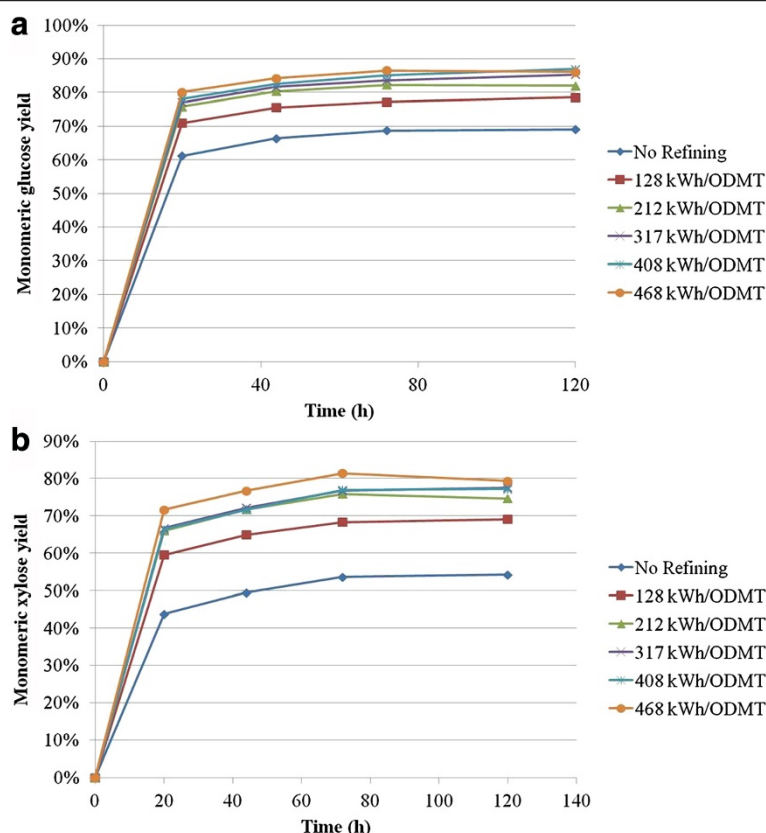 a
100%
90%
80%
70%
60%
50%
40%
30%
20%
10%
0%
Monomeric glucose yield
0
40
80
120
Time (h)
No Refining
128 kWh/ODMT
212 kWh/ODMT
317 kWh/ODMT
408 kWh/ODMT
468 kWh/ODMT
b
90%
80%
70%
60%
50%
40%
30%
20%
10%
0%
Monomeric xylose yield
0
20
40
60
80
100
120
140
Time (h)
No Refining
128 kWh/ODMT
212 kWh/ODMT
317 kWh/ODMT
408 kWh/ODMT
468 kWh/ODMT